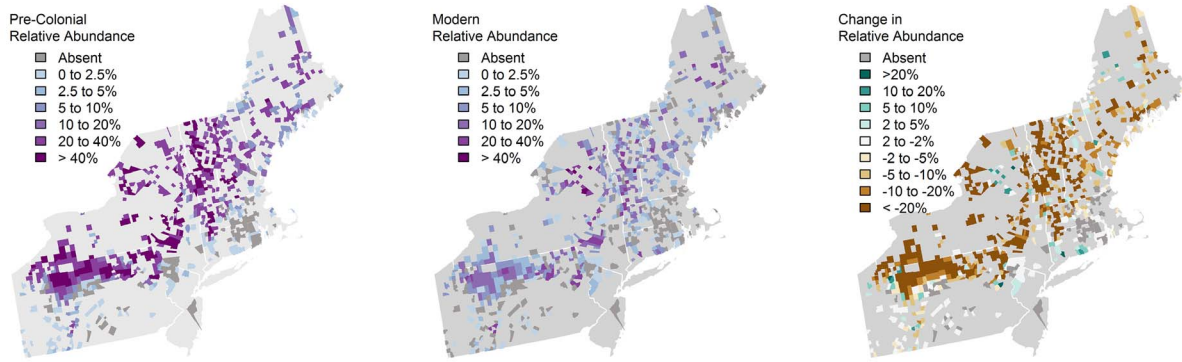 Pre-Colonial
Relative Abundance
Absent
0 to 2.5%
2.5 to 5%
5 to 10%
10 to 20%
20 to 40%
> 40%
Modern
Relative Abundance
Absent
0 to 2.5%
2.5 to 5%
5 to 10%
10 to 20%
20 to 40%
> 40%
Change in
Relative Abundance
Absent
>20%
10 to 20%
5 to 10%
2 to 5%
2 to -2%
-2 to -5%
-5 to -10%
-10 to -20%
< -20%